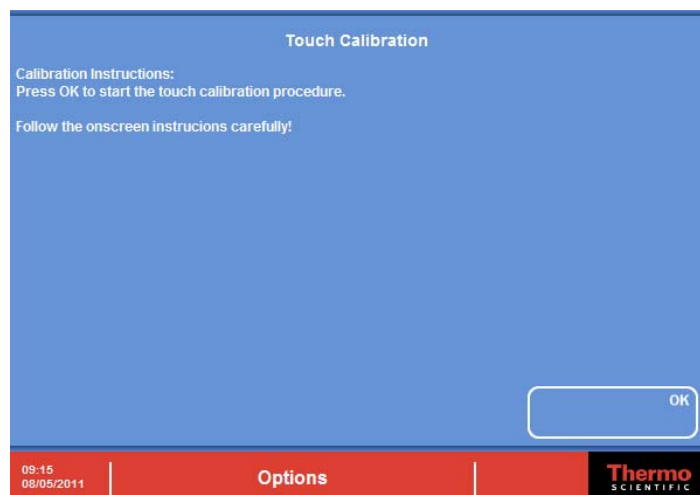 Touch Calibration
Calibration Instructions:
Press OK to start the touch calibration procedure.
Follow the onscreen instrucions carefully!
OK
09:15
08/05/2011
Options
Thermo
SCIENTIFIC